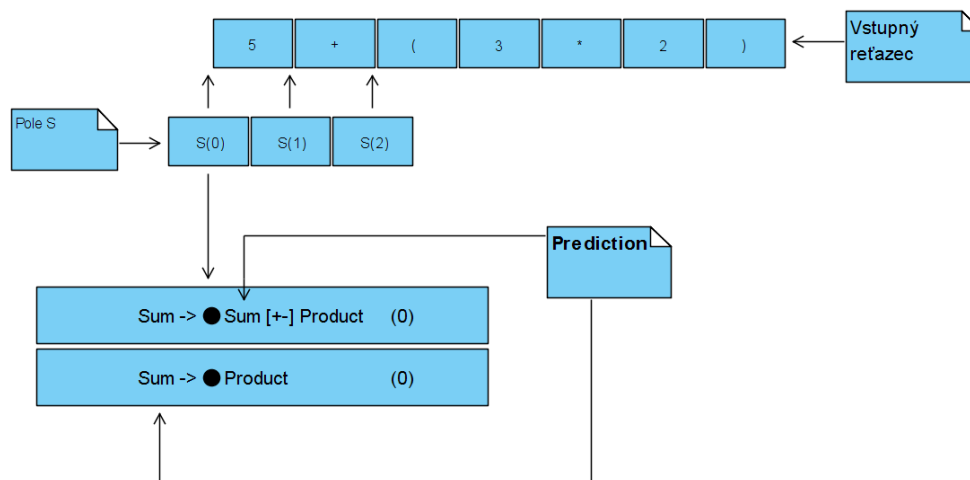 5 + ( 3 * 2 )
Vstupný
reťazec
Pole S
S(0) S(1) S(2)
Prediction
Sum -> ●Sum [+-] Product (0)
Sum -> ●Product (0)